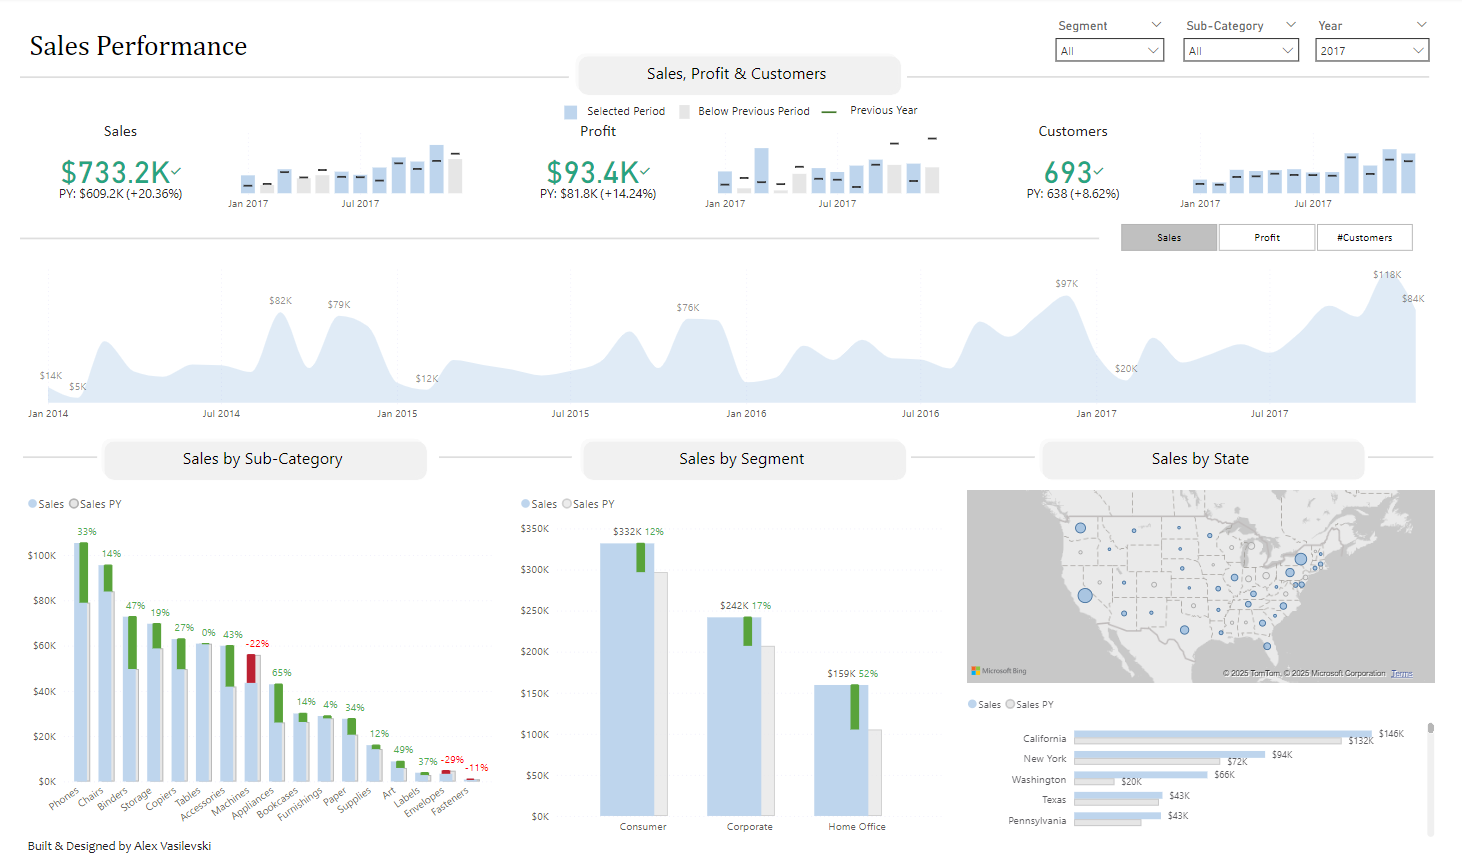 Sales Performance
Segment
All
Sub-Category
All
Year
2017
Sales, Profit & Customers
Selected Period
Below Previous Period
Previous Year
Sales
$733.2K
PY: $609.2K (+20.36%)
Jan 2017
Jul 2017
Profit
$93.4K
PY: $81.8K (+14.24%)
Jan 2017
Jul 2017
Customers
693
PY: 638 (+8.62%)
Jan 2017
Jul 2017
Sales
Profit
#Customers
$14K
$5K
$82K
$79K
$12K
$76K
$97K
$20K
$118K
$84K
Jan 2014
Jul 2014
Jan 2015
Jul 2015
Jan 2016
Jul 2016
Jan 2017
Jul 2017
Sales by Sub-Category
Sales Sales PY
$100K
$80K
$60K
$40K
$20K
$0K
33%
14%
47%
19%
27%
0%
43%
-22%
65%
14%
4%
34%
12%
49%
37%
-29%
-11%
Phones
Chairs
Binders
Storage
Copiers
Tables
Accessories
Machines
Appliances
Bookcases
Furnishings
Paper
Supplies
Art
Labels
Envelopes
Fasteners
Sales by Segment
Sales Sales PY
$350K
$300K
$250K
$200K
$150K
$100K
$50K
$0K
$332K 12%
$242K 17%
$159K 52%
Consumer
Corporate
Home Office
Sales by State
Microsoft Bing
© 2025 TomTom, © 2025 Microsoft Corporation Terms
Sales Sales PY
California
$146K
$132K
New York
$94K
$72K
Washington
$66K
$20K
Texas
$43K
Pennsylvania
$43K
Built & Designed by Alex Vasilevski